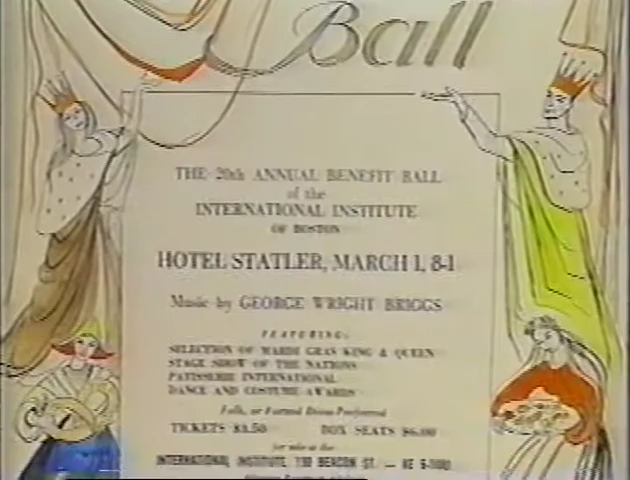 Ball
THE 20th ANNUAL BENEFIT BALL
of the
INTERNATIONAL INSTITUTE
OF BOSTON
HOTEL STATLER, MARCH 1, 8-1
Music by GEORGE WRIGHT BRIGGS
FEATURING:
SELECTION OF MARDI GRAS KING & QUEEN
STAGE SHOW OF THE NATIONS
PATISSERIE INTERNATIONAL
DANCE AND COSTUME AWARDS
Folk, or Formal Dress Preferred
TICKETS $3.50 BOX SEATS $6.00
for sale at the
INTERNATIONAL INSTITUTE, 190 BEACON ST. — KE